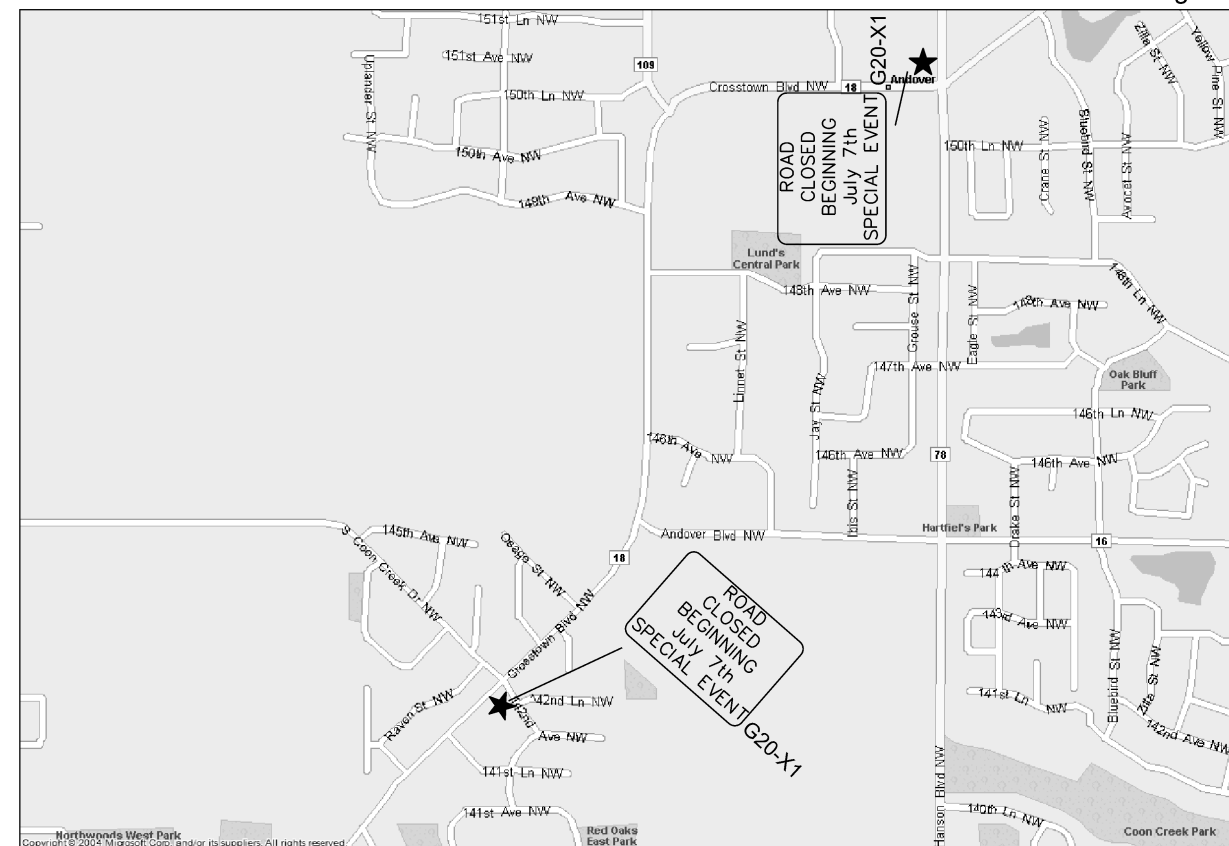 151st Ln NW
151st Ave NW
Uplander St NW
150th Ln NW
150th Ave NW
149th Ave NW
109
Crosstown Blvd NW
18
G20-X1
Andover
ROAD
CLOSED
BEGINNING
July 7th
SPECIAL EVENT
Zilla St NW
Yellow Pine St NW
Bluebird St NW
150th Ln NW
Crane St NW
Avocet St NW
Lund's
Central Park
148th Ave NW
Grouse St NW
Eagle St NW
148th Ave NW
148th Ln NW
Linnet St NW
Jay St NW
147th Ave NW
Oak Bluff
Park
146th Ln NW
146th Ave NW
146th Ave NW
78
146th Ave NW
Ibis St NW
Drake St NW
Hartfiel's Park
Andover Blvd NW
16
S Coon Creek Dr NW
145th Ave NW
Osage St NW
18
Crosstown Blvd NW
144th Ave NW
143rd Ave NW
ROAD
CLOSED
BEGINNING
July 7th
SPECIAL EVENT
G20-X1
Raven St NW
142nd Ln NW
142nd Ave NW
141st Ln NW
141st Ave NW
141st Ln NW
Bluebird St NW
Zilla St NW
142nd Ave NW
Hanson Blvd NW
140th Ln NW
Coon Creek Park
Northwoods West Park
Red Oaks
East Park
Copyright © 2004 Microsoft Corp. and/or its suppliers. All rights reserved.